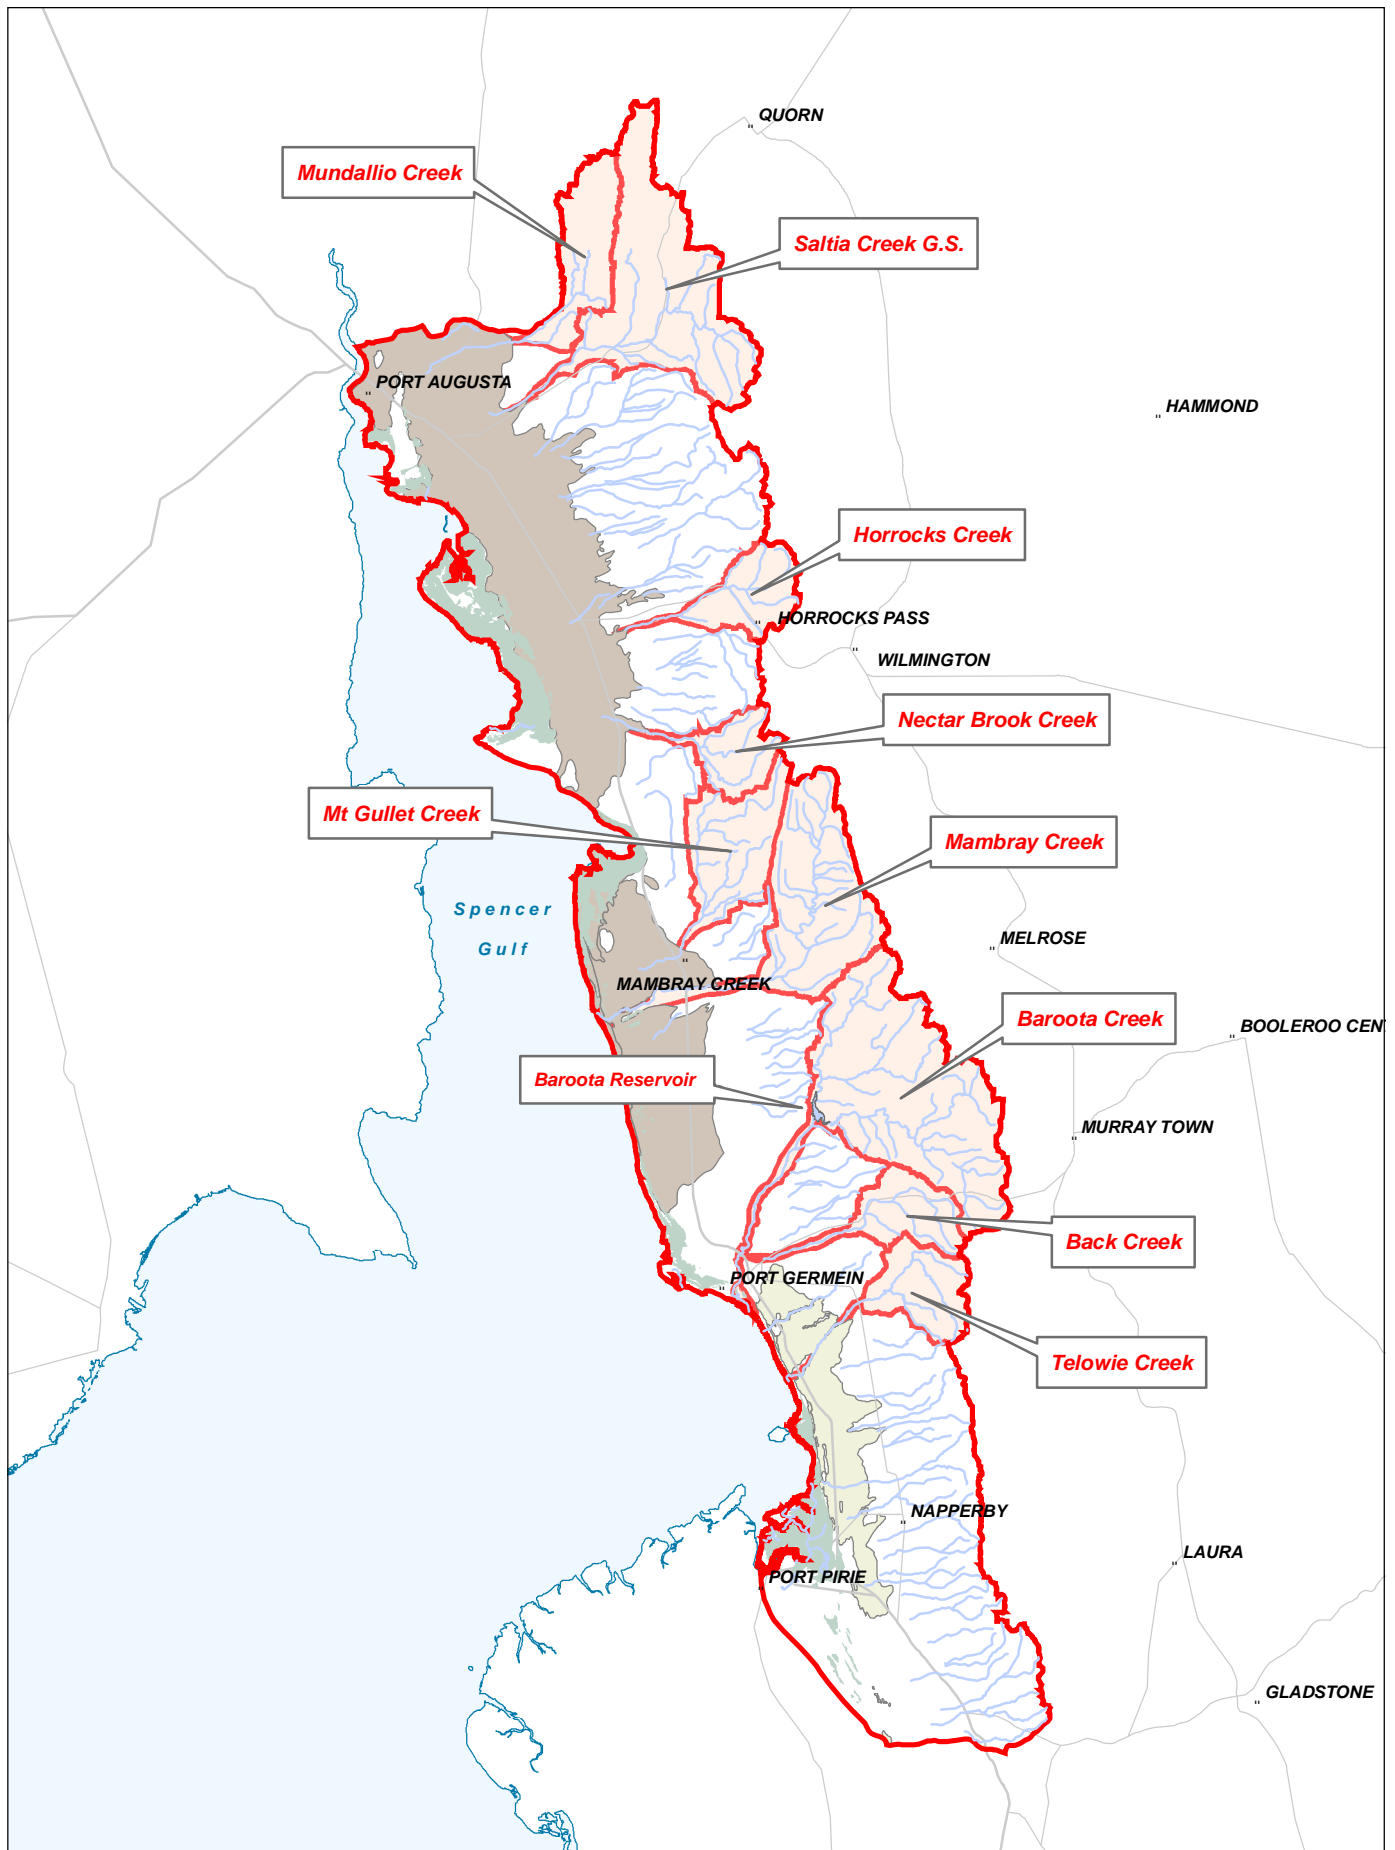 QUORN
Mundallio Creek
Saltia Creek G.S.
PORT AUGUSTA
HAMMOND
Horrocks Creek
HORROCKS PASS
WILMINGTON
Nectar Brook Creek
Mt Gullet Creek
Mambray Creek
Spencer
Gulf
MELROSE
MAMBRAY CREEK
Baroota Creek
BOOLEROO CEN
Baroota Reservoir
MURRAY TOWN
Back Creek
PORT GERMEIN
Telowie Creek
NAPPERBY
LAURA
PORT PIRIE
GLADSTONE